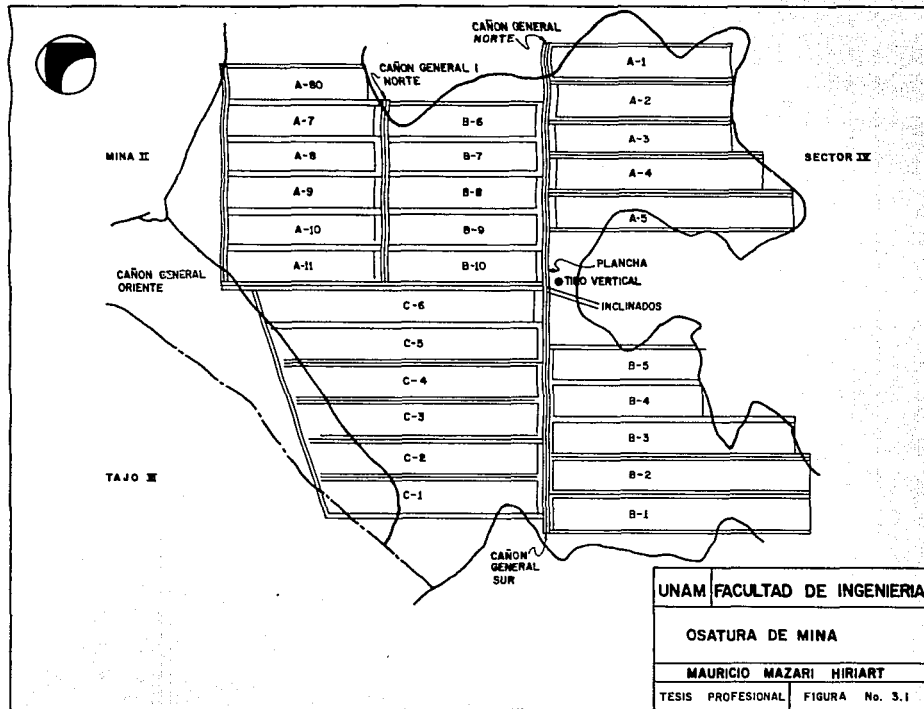 CAÑON GENERAL
NORTE
CAÑON GENERAL I
NORTE
A-1
A-80
A-2
A-7
B-6
A-3
MINA II
A-8
B-7
SECTOR IV
A-4
A-9
B-8
A-5
A-10
B-9
PLANCHA
A-11
B-10
CAÑON GENERAL
ORIENTE
TIRO VERTICAL
C-6
INCLINADOS
C-5
B-5
C-4
B-4
C-3
B-3
C-2
B-2
TAJO III
C-1
B-1
CAÑON
GENERAL
SUR
UNAM FACULTAD DE INGENIERIA
OSATURA DE MINA
MAURICIO MAZARI HIRIART
TESIS PROFESIONAL FIGURA No. 3.1